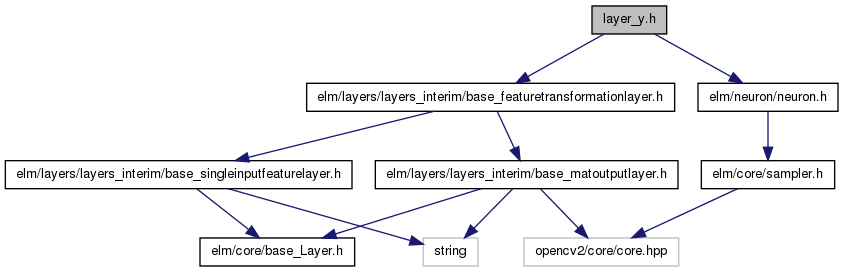 layer_y.h
elm/layers/layers_interim/base_featuretransformationlayer.h
elm/neuron/neuron.h
elm/layers/layers_interim/base_singleinputfeaturelayer.h
elm/layers/layers_interim/base_matoutputlayer.h
elm/core/sampler.h
elm/core/base_Layer.h
string
opencv2/core/core.hpp